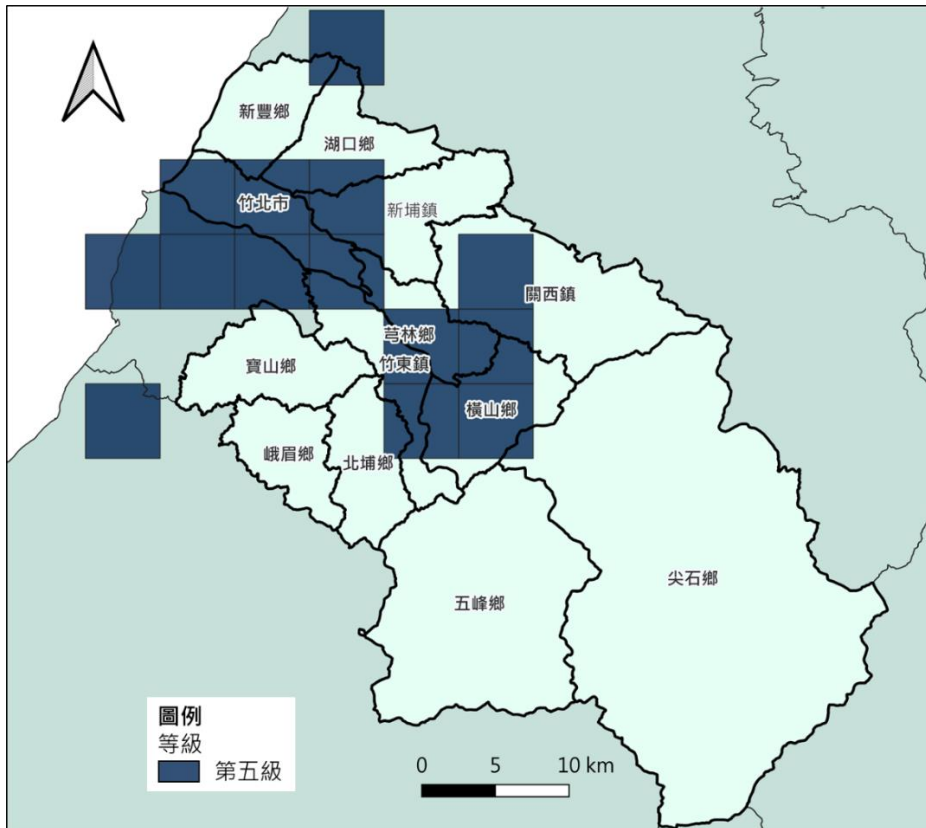 新豐鄉
湖口鄉
竹北市
新埔鎮
關西鎮
芎林鄉
竹東鎮
寶山鄉
橫山鄉
峨眉鄉
北埔鄉
尖石鄉
五峰鄉
圖例
等級
第五級
0 5 10 km